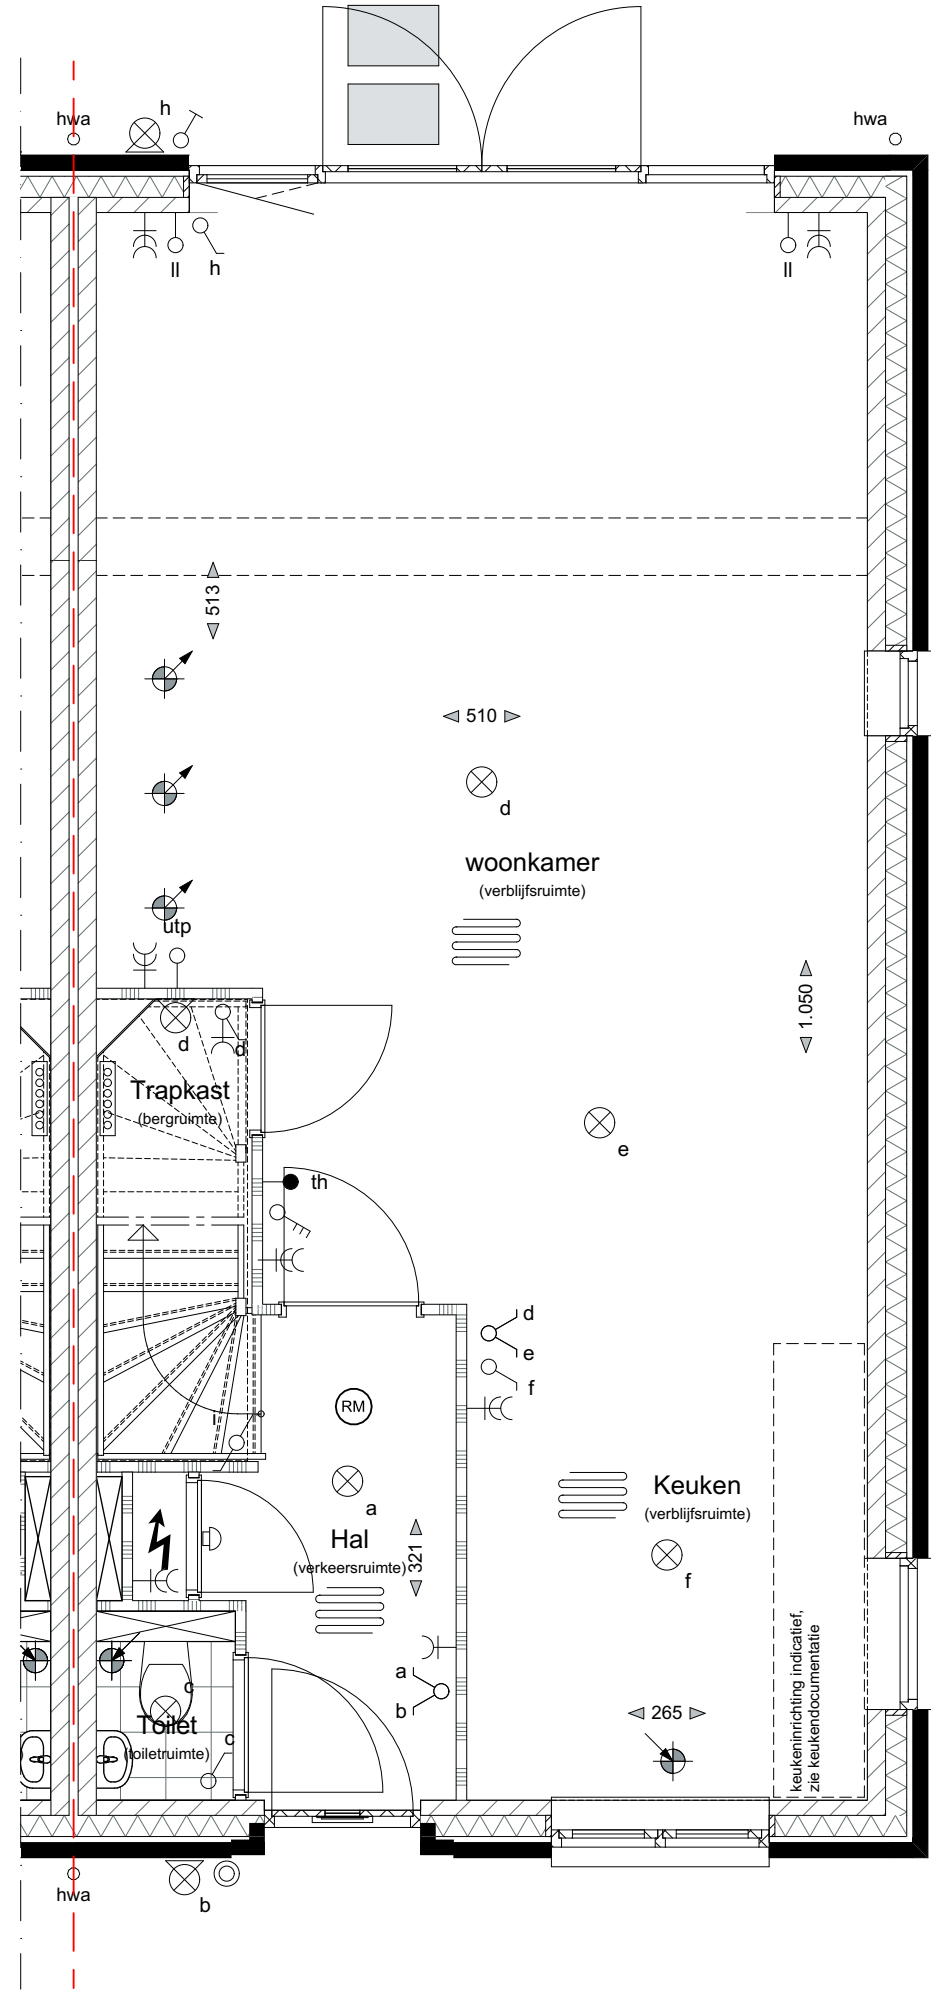 h
hwa
hwa
ll
h
ll
513
510
d
woonkamer
(verblijfsruimte)
utp
1.050
d
d
Trapkast
(bergruimte)
e
th
d
e
f
RM
i
a
Keuken
(verblijfsruimte)
Hal
(verkeersruimte)
321
f
keukeninrichting indicatief,
zie keukendocumentatie
a
b
c
Toilet
(toiletruimte)
c
265
hwa
b